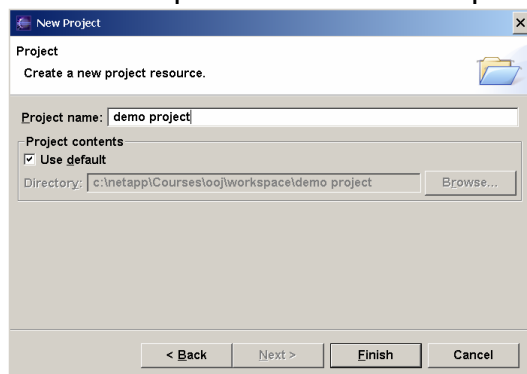 New Project
Project
Create a new project resource.
Project name: demo project
Project contents
Use default
Directory: c:\netapp\Courses\ooj\workspace\demo project Browse...
< Back Next > Finish Cancel